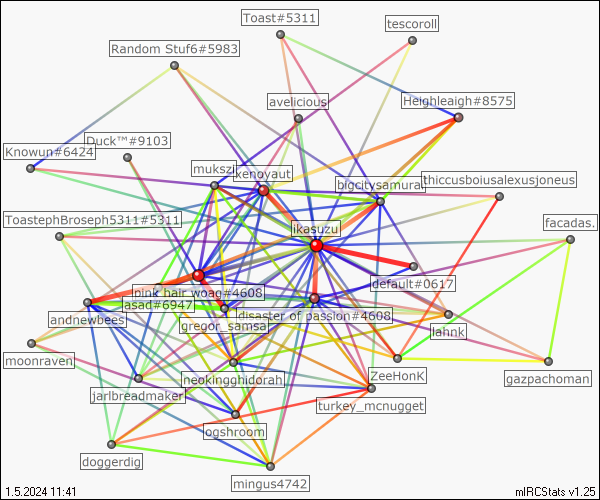 Toast#5311
tescoroll
Random Stuf6#5983
avelicious
Heighleaigh#8575
Duck™#9103
Knowun#6424
mukszi
xenoyaut
bigcitysamurai
thiccusboiusalexusjoneus
ToastephBroseph5311#5311
ikasuzu
facadas.
default#0617
pink hair woag#4608
asad#6947
andnewbees
gregor_samsa
disaster of passion#4608
lahnk
moonraven
neokingghidorah
ZeeHonK
gazpachoman
jarlbreadmaker
turkey_mcnugget
ogshroom
doggerdig
mingus4742
1.5.2024 11:41
mIRCStats v1.25